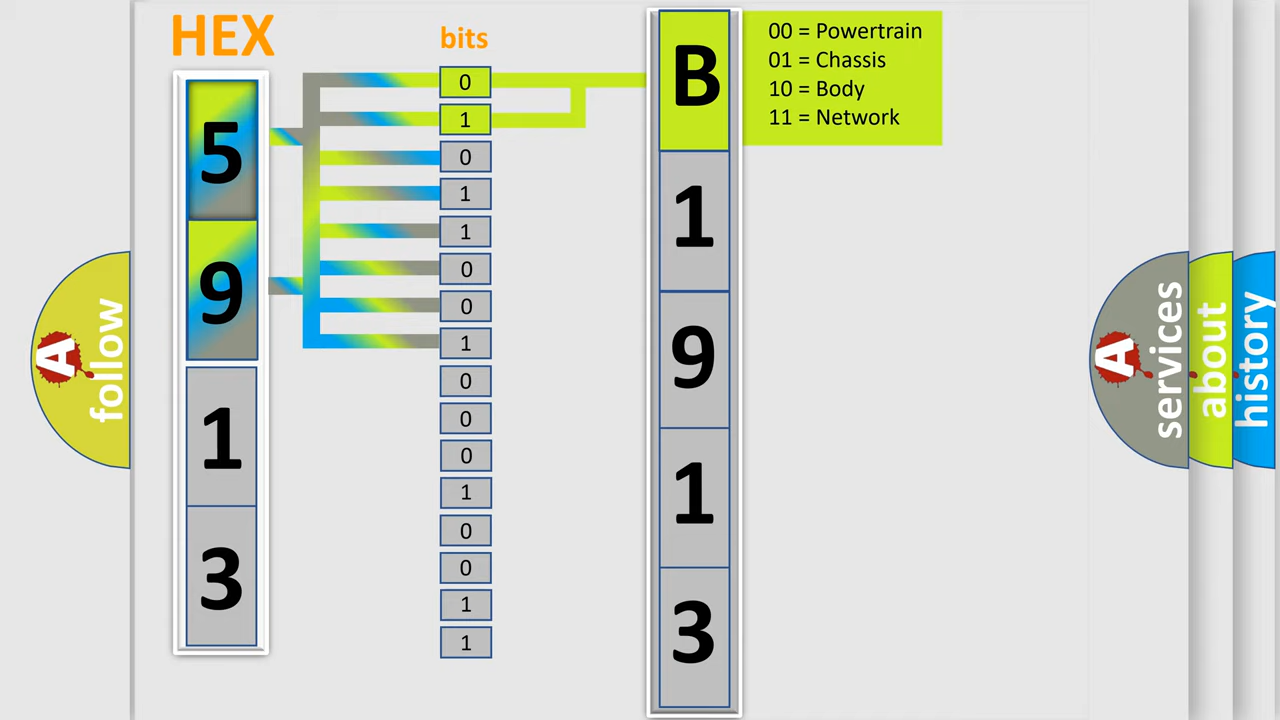 HEX
bits
5
9
1
3
0
1
0
1
1
0
0
1
0
0
0
1
0
0
1
1
B
1
9
1
3
00 = Powertrain
01 = Chassis
10 = Body
11 = Network
A
follow
A
services
about
history